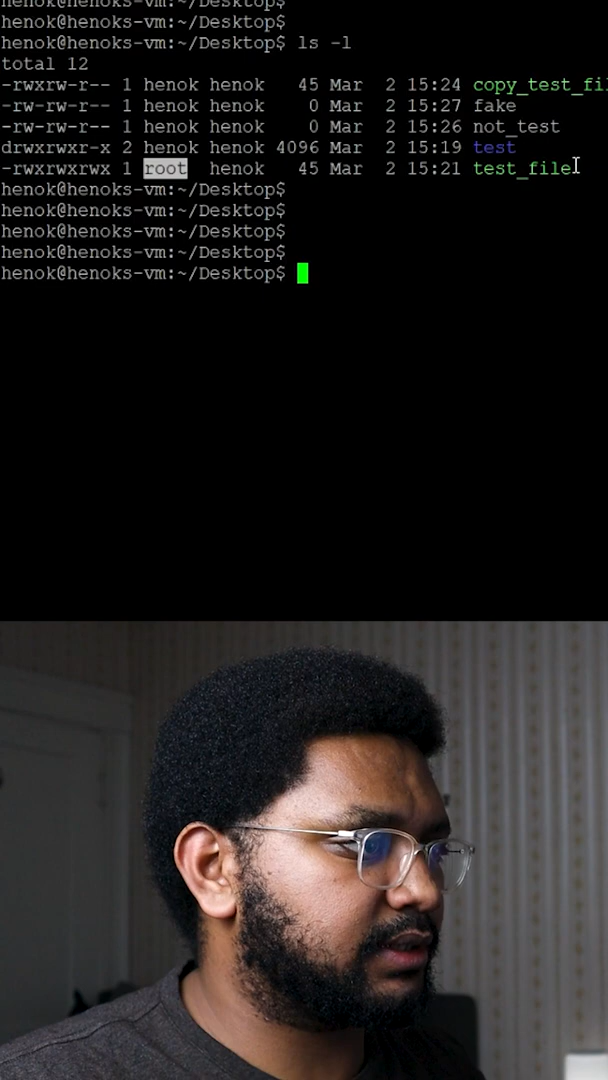 henok@henoks-vm:~/Desktop$
henok@henoks-vm:~/Desktop$
henok@henoks-vm:~/Desktop$ ls -l
total 12
-rwxrw-r-- 1 henok henok 45 Mar 2 15:24 copy_test_fi
-rw-rw-r-- 1 henok henok 0 Mar 2 15:27 fake
-rw-rw-r-- 1 henok henok 0 Mar 2 15:26 not_test
drwxrwxr-x 2 henok henok 4096 Mar 2 15:19 test
-rwxrwxrwx 1 root henok 45 Mar 2 15:21 test_file
henok@henoks-vm:~/Desktop$
henok@henoks-vm:~/Desktop$
henok@henoks-vm:~/Desktop$
henok@henoks-vm:~/Desktop$
henok@henoks-vm:~/Desktop$